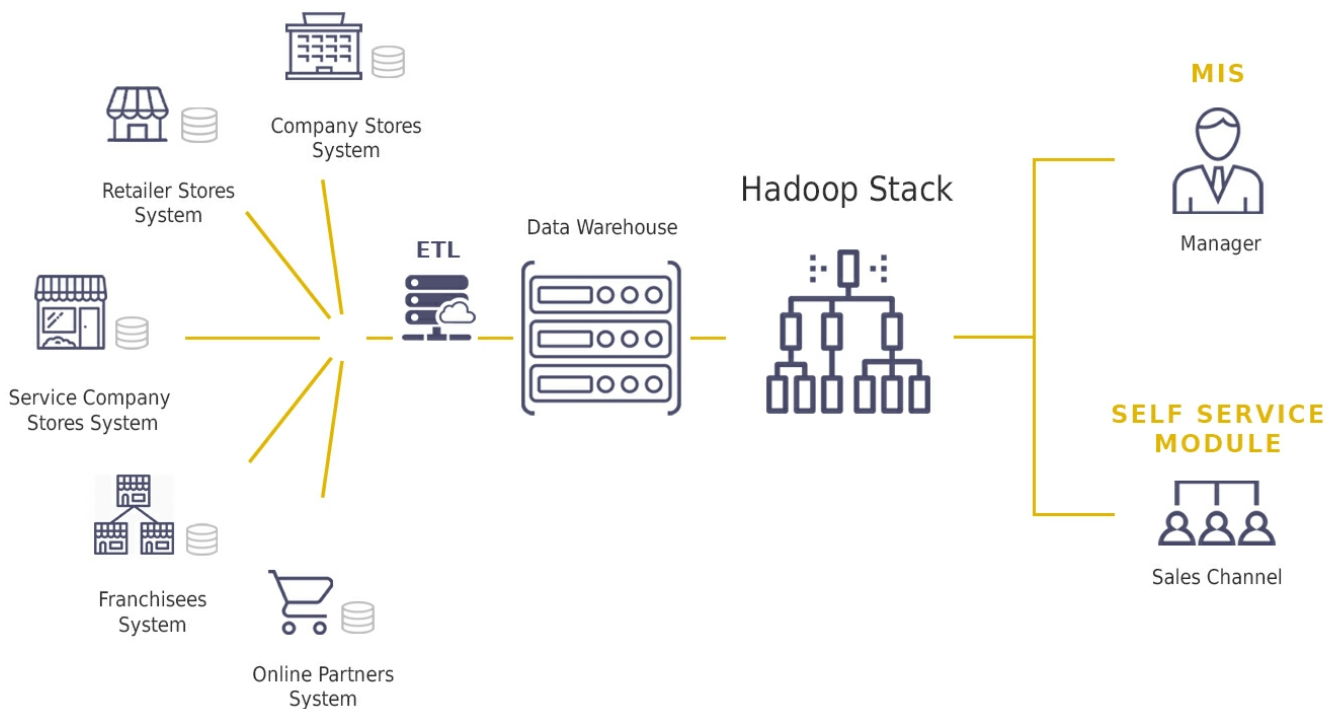 Company Stores
System
Retailer Stores
System
Service Company
Stores System
Franchisees
System
Online Partners
System
ETL
Data Warehouse
Hadoop Stack
MIS
Manager
SELF SERVICE
MODULE
Sales Channel